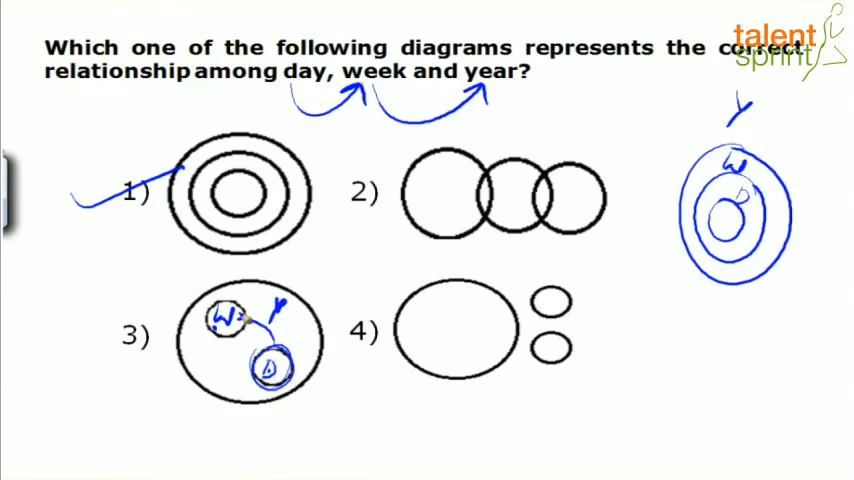 talent
sprint
Which one of the following diagrams represents the correct
relationship among day, week and year?
Y
W
D
1)
2)
3)
W
Y
D
4)